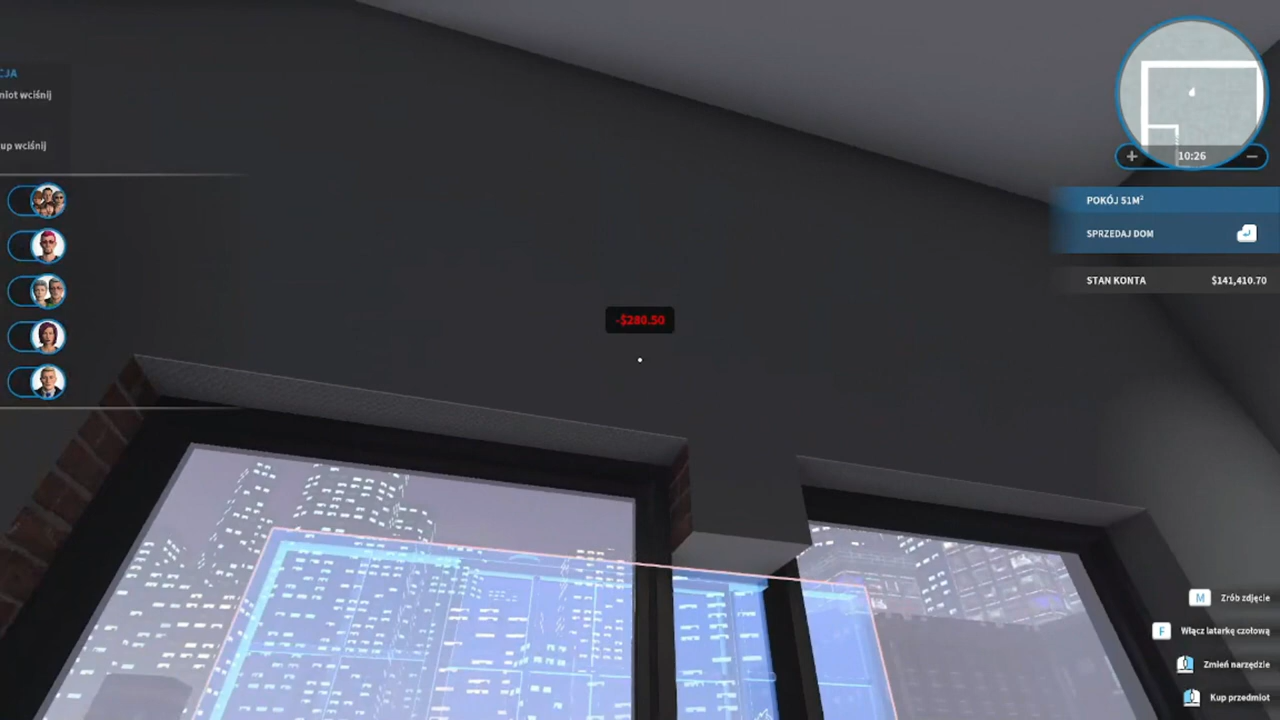 CJA
miot wciśnij
up wciśnij
10:26
POKÓJ 51M²
SPRZEDAJ DOM
STAN KONTA $141,410.70
-$280.50
M Zrób zdjęcie
F Włącz latarkę czołową
Zmień narzędzie
Kup przedmiot